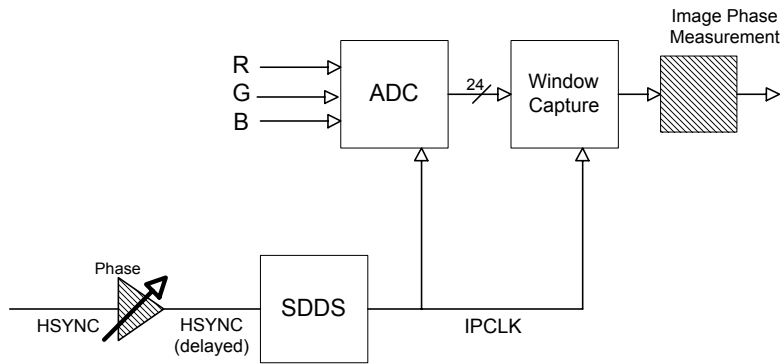 Image Phase
Measurement
R
G
B
ADC
24
Window
Capture
Phase
HSYNC
HSYNC
(delayed)
SDDS
IPCLK